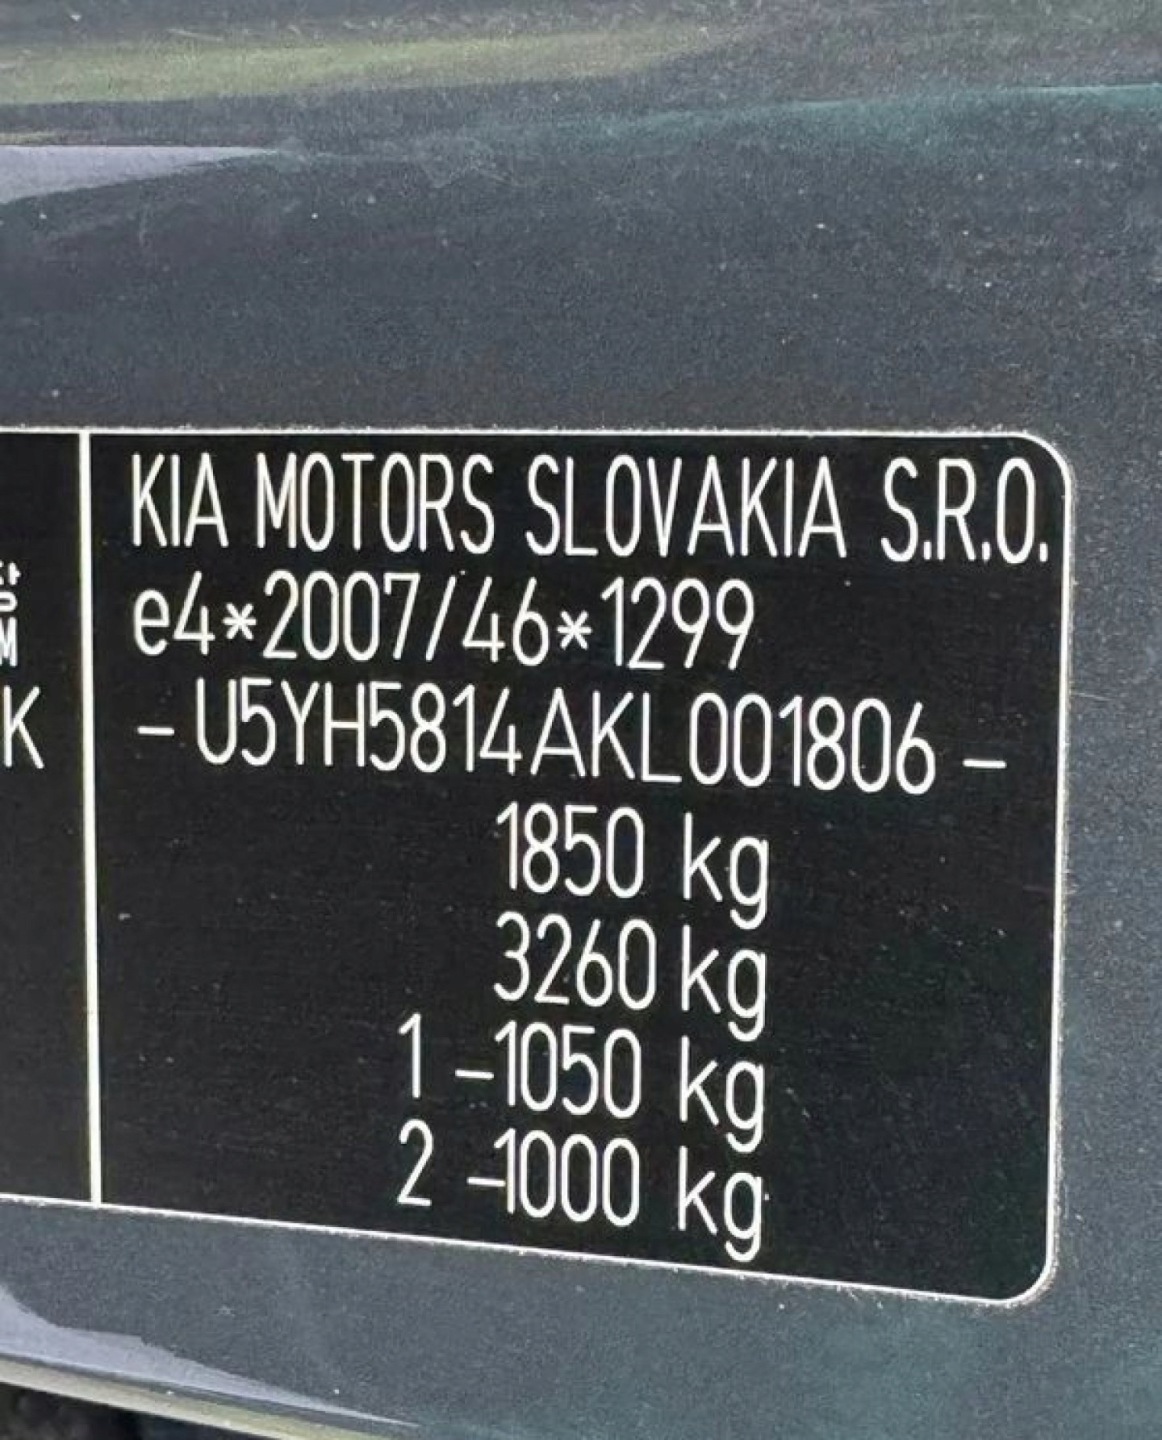 KIA MOTORS SLOVAKIA S.R.O.
e4*2007/46*1299
-U5YH5814AKL001806-
1850 kg
3260 kg
1 -1050 kg
2 -1000 kg
K